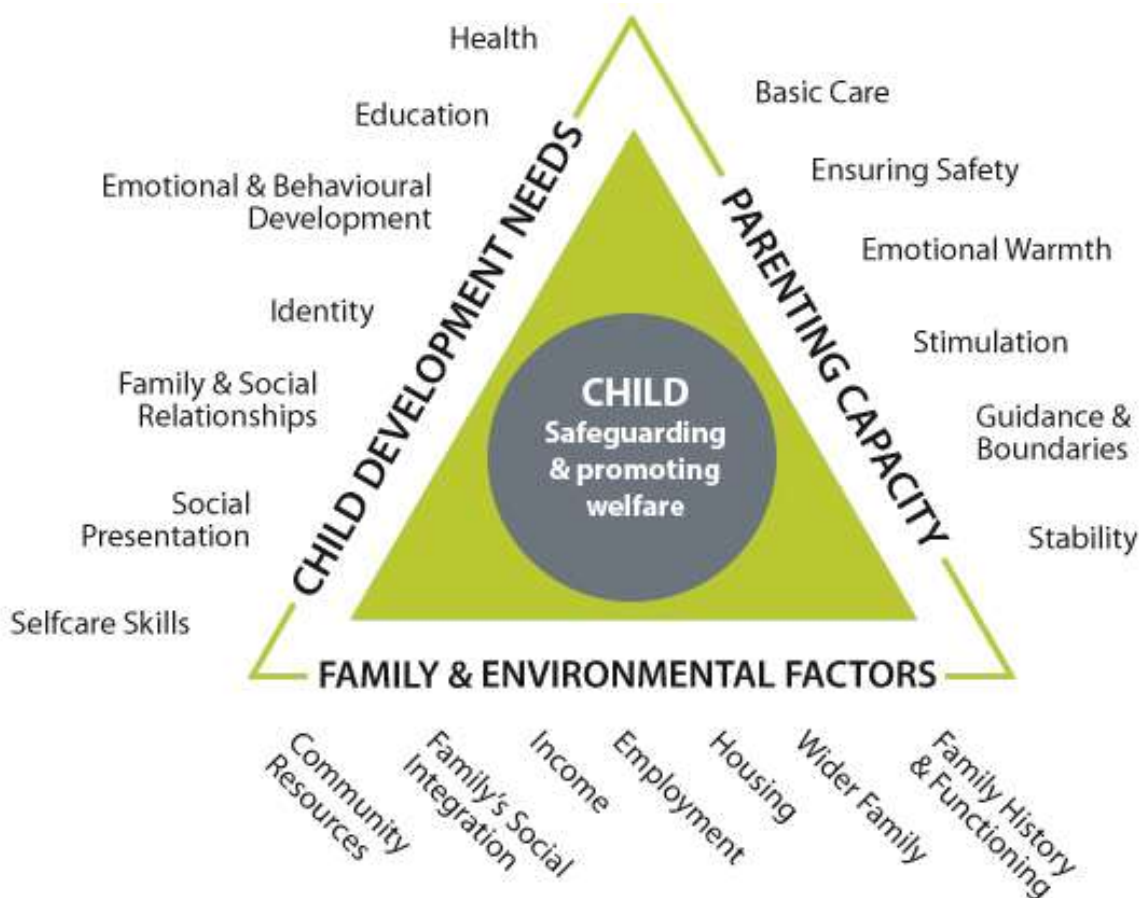 Health
Education
Emotional & Behavioural
Development
Identity
Family & Social
Relationships
Social
Presentation
Selfcare Skills
CHILD DEVELOPMENT NEEDS
CHILD
Safeguarding
& promoting
welfare
PARENTING CAPACITY
Basic Care
Ensuring Safety
Emotional Warmth
Stimulation
Guidance &
Boundaries
Stability
FAMILY & ENVIRONMENTAL FACTORS
Community
Resources
Family's Social
Integration
Income
Employment
Housing
Wider Family
Family History
& Functioning